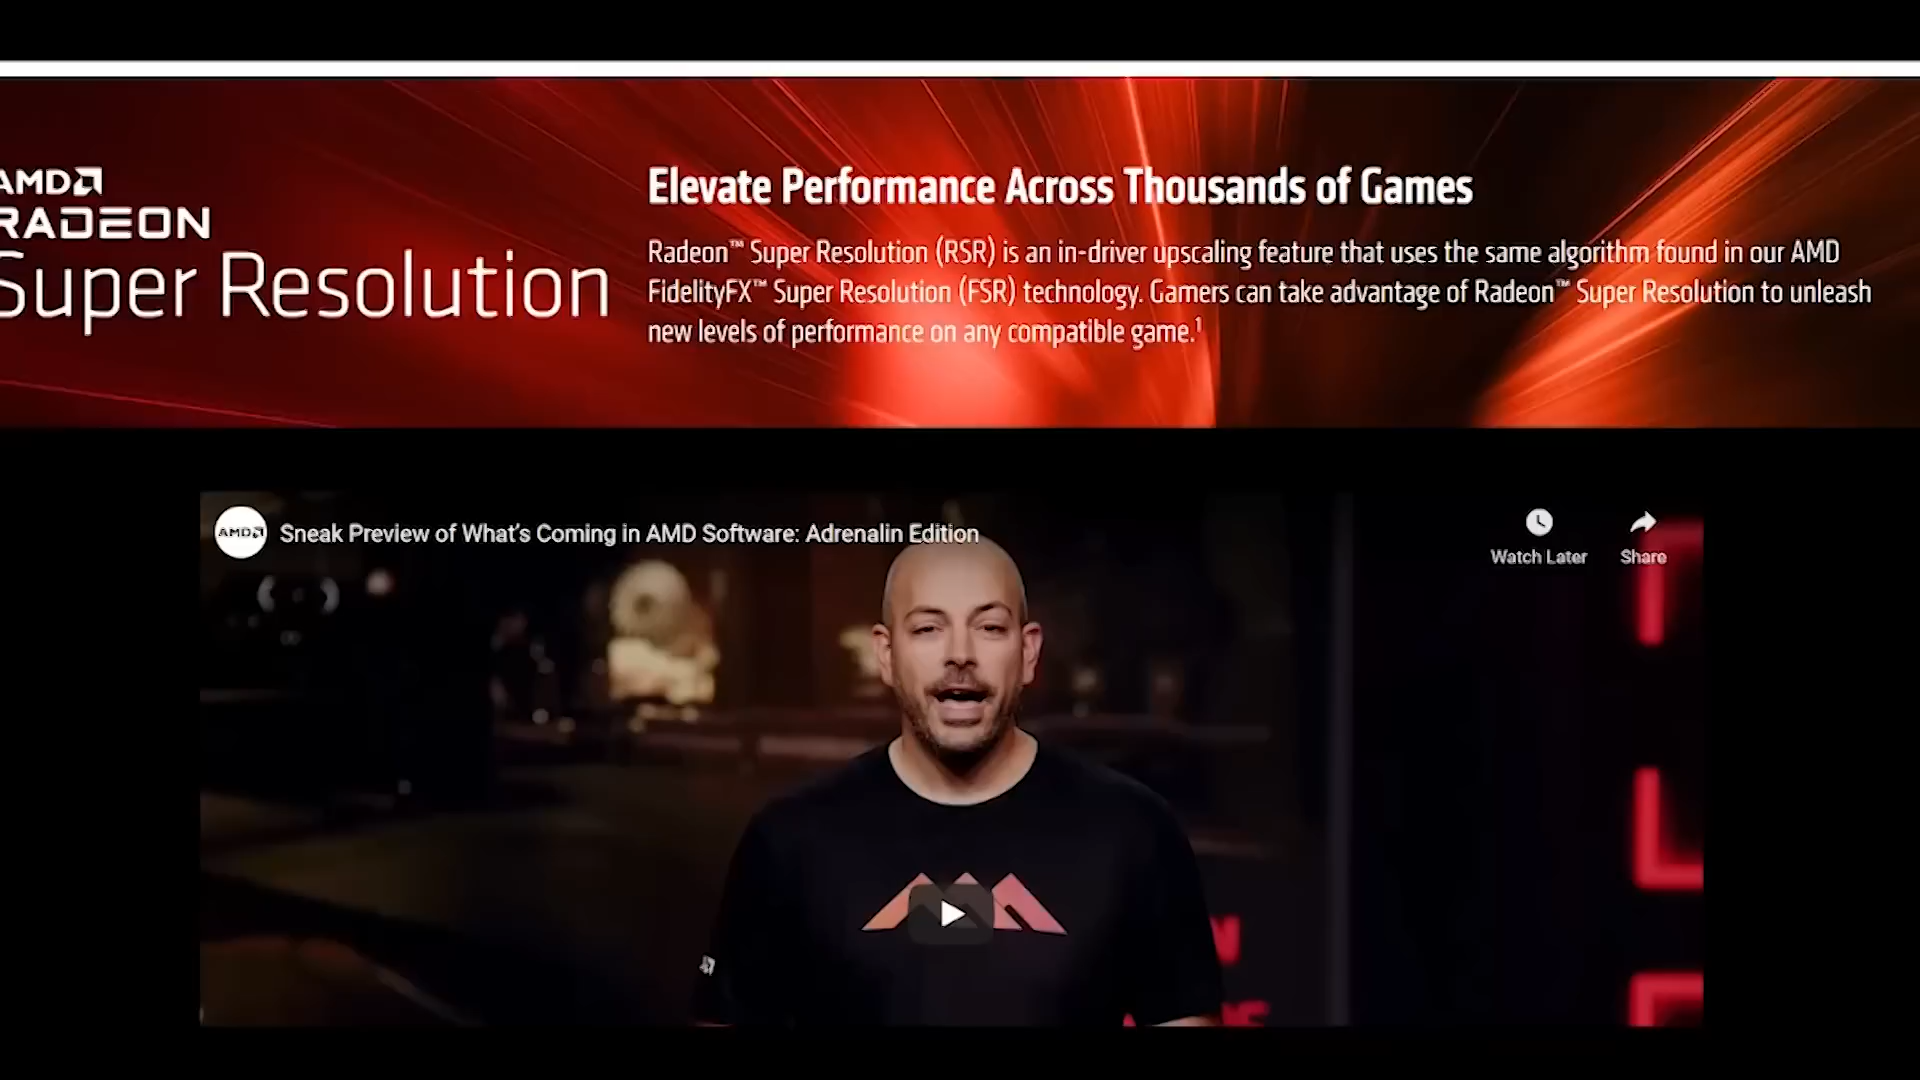 AMD
RADEON
Super Resolution
Elevate Performance Across Thousands of Games
Radeon™ Super Resolution (RSR) is an in-driver upscaling feature that uses the same algorithm found in our AMD
FidelityFX™ Super Resolution (FSR) technology. Gamers can take advantage of Radeon™ Super Resolution to unleash
new levels of performance on any compatible game.¹
AMD
Sneak Preview of What's Coming in AMD Software: Adrenalin Edition
Watch Later
Share